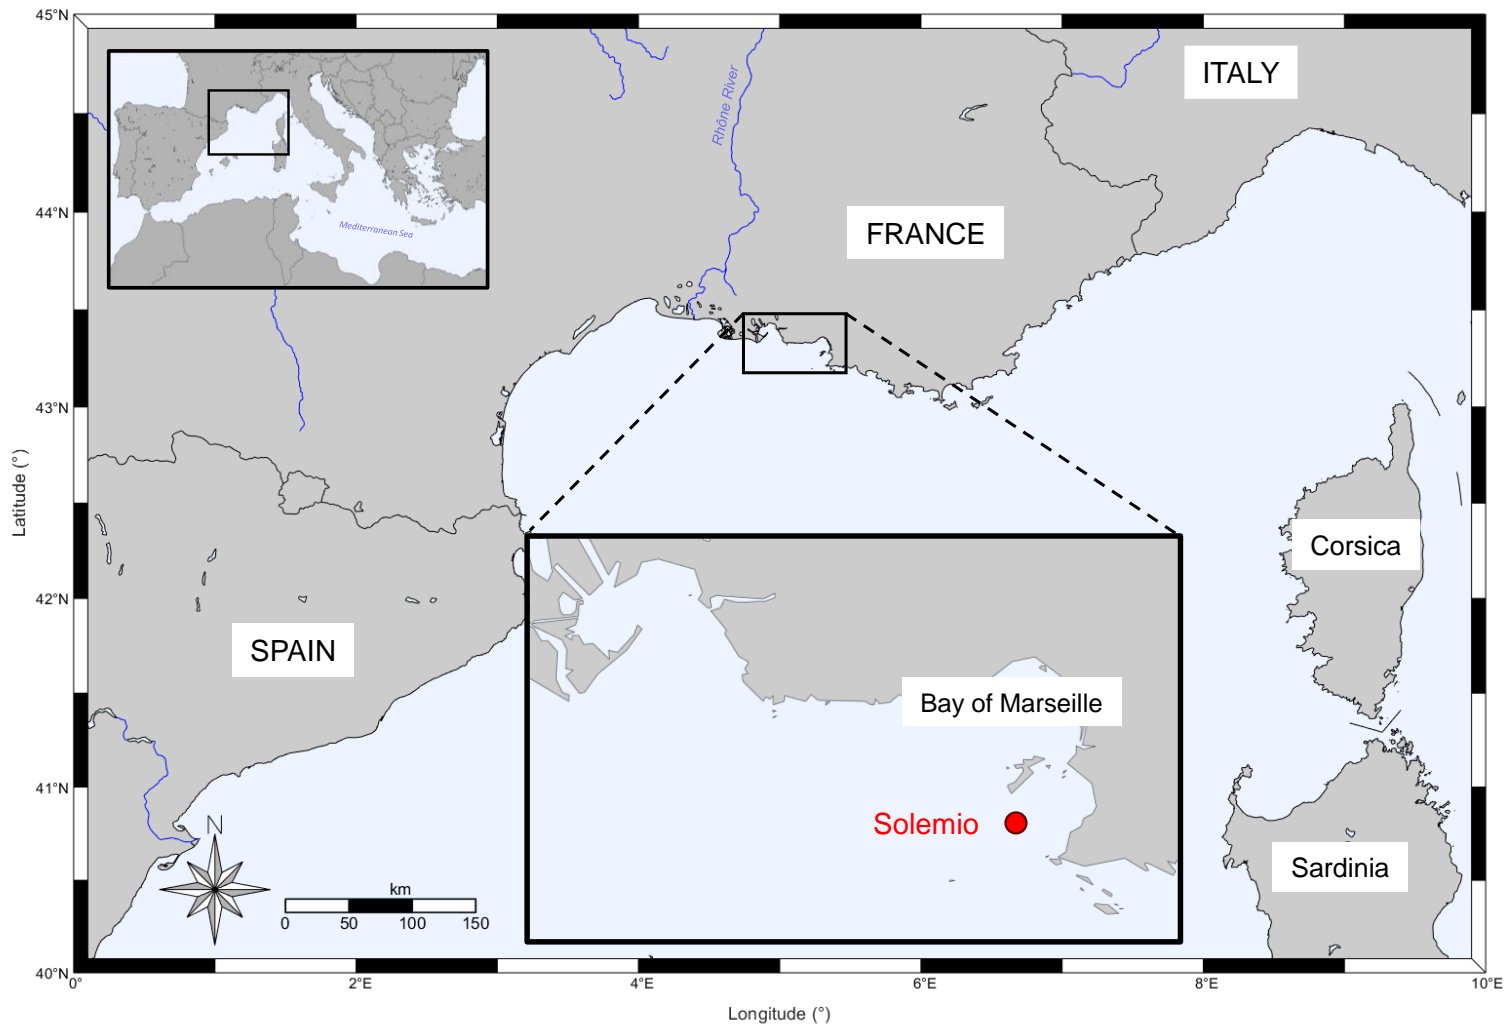 45°N
ITALY
Rhône River
44°N
Mediterranean Sea
FRANCE
43°N
Latitude (°)
Corsica
42°N
SPAIN
Bay of Marseille
41°N
Solemio
N
Sardinia
km
0 50 100 150
40°N
0° 2°E 4°E 6°E 8°E 10°E
Longitude (°)